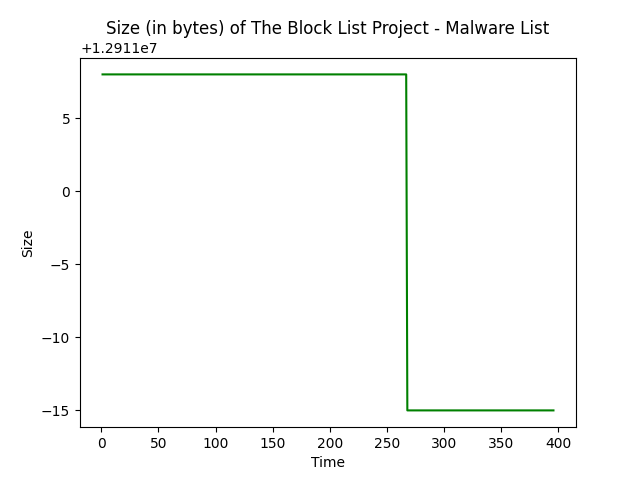 Size (in bytes) of The Block List Project - Malware List
+1.2911e7
5
0
−5
−10
−15
Size
0 50 100 150 200 250 300 350 400
Time